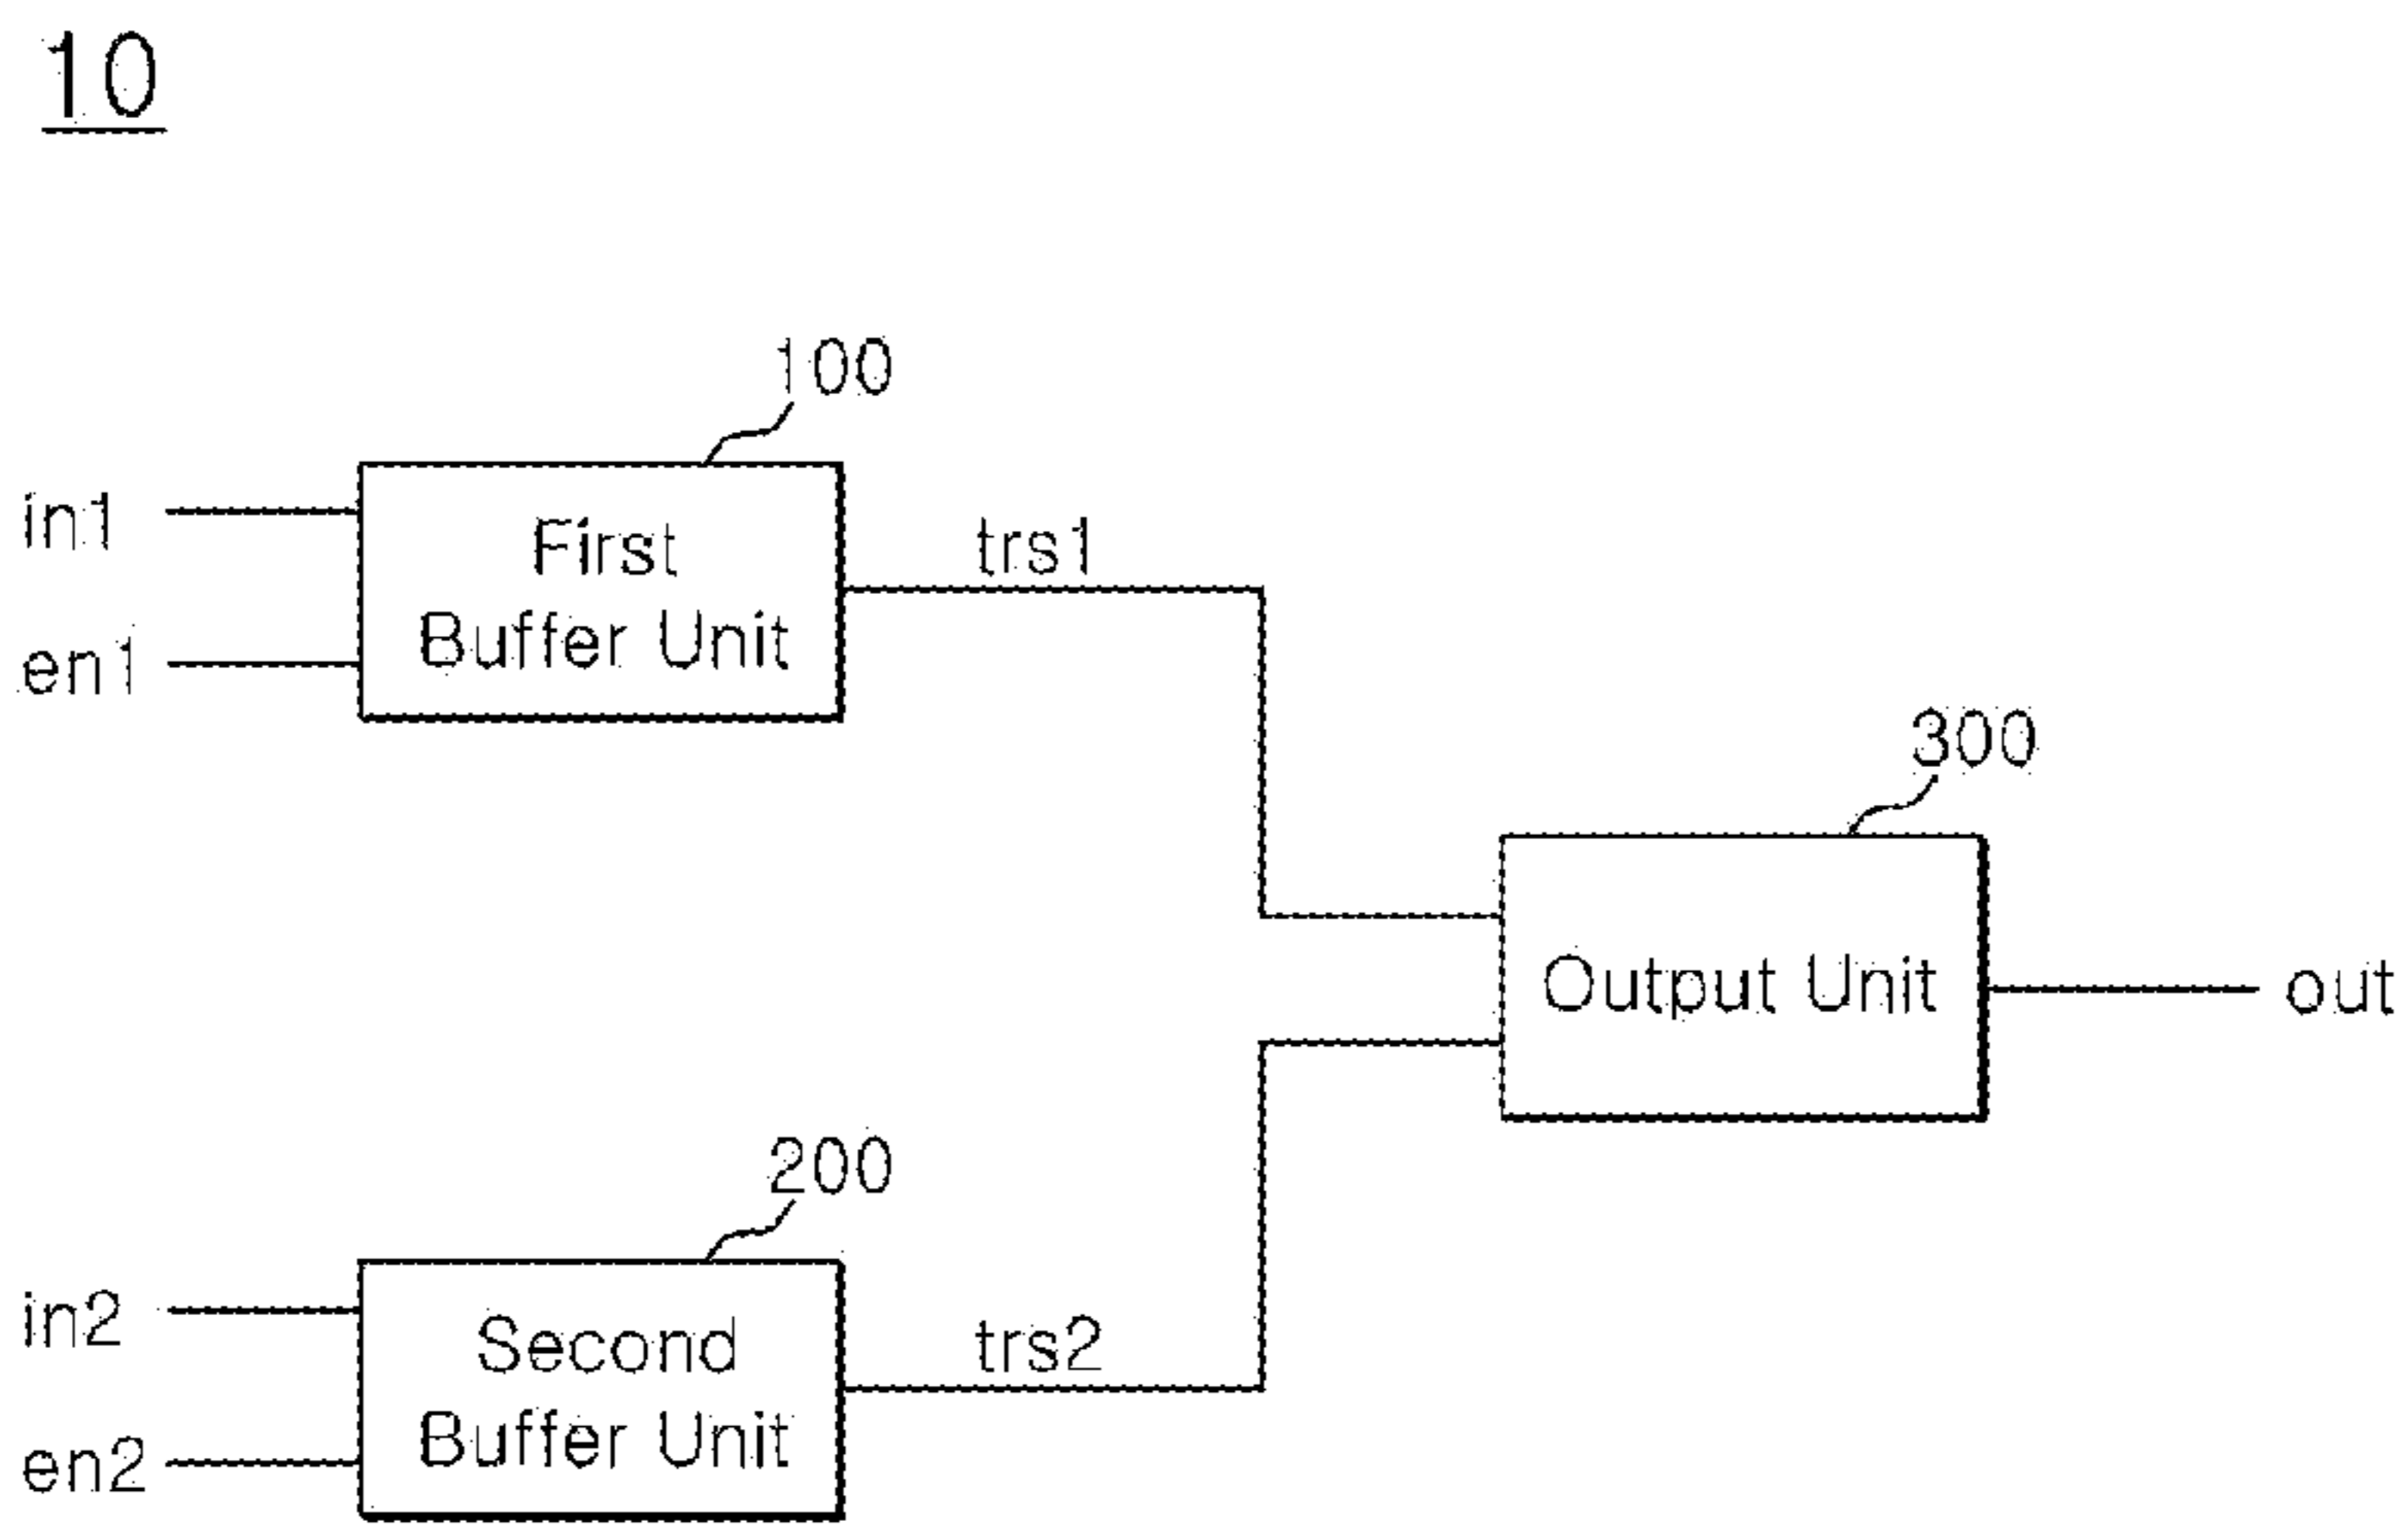 10
100
in1
First
trs1
Buffer Unit
en1
300
Output Unit
out
200
in2
Second
trs2
Buffer Unit
en2